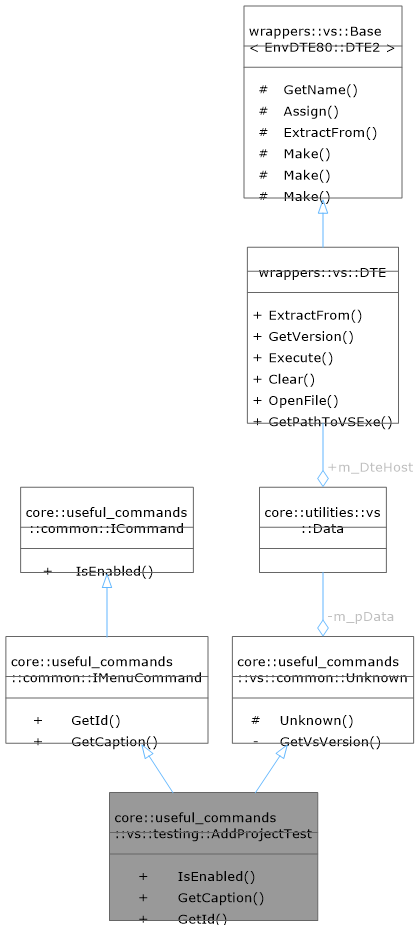 wrappers::vs::Base
< EnvDTE80::DTE2 >
# GetName()
# Assign()
# ExtractFrom()
# Make()
# Make()
# Make()
wrappers::vs::DTE
+ ExtractFrom()
+ GetVersion()
+ Execute()
+ Clear()
+ OpenFile()
+ GetPathToVSExe()
+m_DteHost
core::useful_commands
::common::ICommand
+ IsEnabled()
core::utilities::vs
::Data
-m_pData
core::useful_commands
::common::IMenuCommand
+ GetId()
+ GetCaption()
core::useful_commands
::vs::common::Unknown
# Unknown()
- GetVsVersion()
core::useful_commands
::vs::testing::AddProjectTest
+ IsEnabled()
+ GetCaption()
+ GetId()